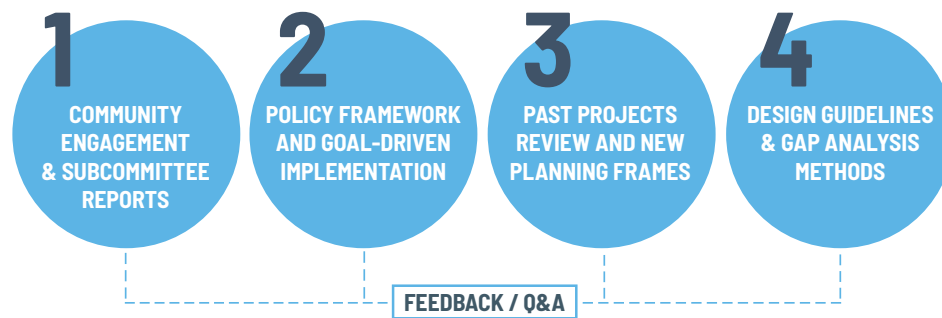 1
COMMUNITY
ENGAGEMENT
& SUBCOMMITTEE
REPORTS
2
POLICY FRAMEWORK
AND GOAL-DRIVEN
IMPLEMENTATION
3
PAST PROJECTS
REVIEW AND NEW
PLANNING FRAMES
4
DESIGN GUIDELINES
& GAP ANALYSIS
METHODS
FEEDBACK / Q&A